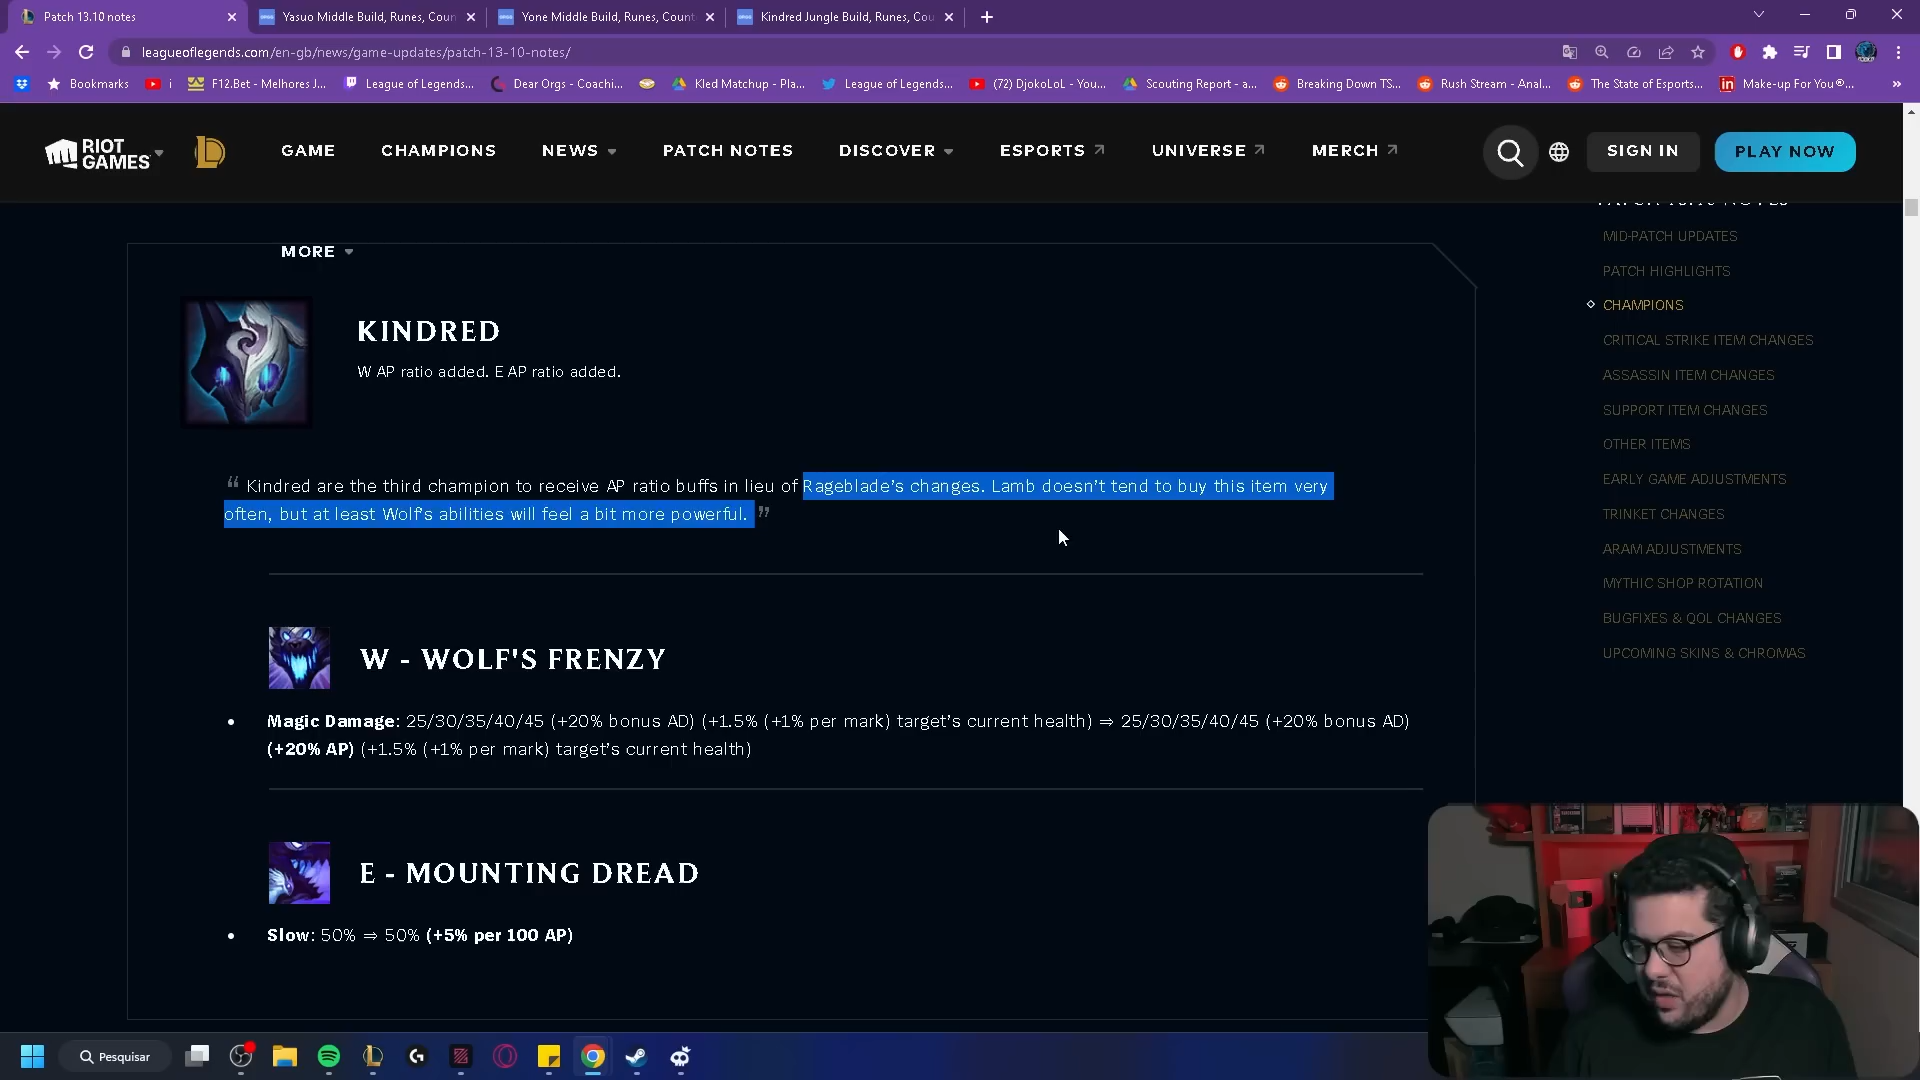 Patch 13.10 notes
Yasuo Middle Build, Runes, Coun
Yone Middle Build, Runes, Count
Kindred Jungle Build, Runes, Cou
leagueoflegends.com/en-gb/news/game-updates/patch-13-10-notes/
Bookmarks
i
F12.Bet - Melhores J...
League of Legends...
Dear Orgs - Coachi...
Kled Matchup - Pla...
League of Legends...
(72) DjokoLoL - You...
Scouting Report - a...
Breaking Down TS...
Rush Stream - Anal...
The State of Esports...
Make-up For You®...
RIOT
GAMES
GAME
CHAMPIONS
NEWS
PATCH NOTES
DISCOVER
ESPORTS
UNIVERSE
MERCH
SIGN IN
PLAY NOW
MORE
PATCH 13.10 NOTES
MID-PATCH UPDATES
PATCH HIGHLIGHTS
CHAMPIONS
CRITICAL STRIKE ITEM CHANGES
ASSASSIN ITEM CHANGES
SUPPORT ITEM CHANGES
OTHER ITEMS
EARLY GAME ADJUSTMENTS
TRINKET CHANGES
ARAM ADJUSTMENTS
MYTHIC SHOP ROTATION
BUGFIXES & QOL CHANGES
UPCOMING SKINS & CHROMAS
KINDRED
W AP ratio added. E AP ratio added.
“ Kindred are the third champion to receive AP ratio buffs in lieu of Rageblade’s changes. Lamb doesn’t tend to buy this item very
often, but at least Wolf’s abilities will feel a bit more powerful. ”
W - WOLF'S FRENZY
• Magic Damage: 25/30/35/40/45 (+20% bonus AD) (+1.5% (+1% per mark) target’s current health) ⇒ 25/30/35/40/45 (+20% bonus AD)
(+20% AP) (+1.5% (+1% per mark) target’s current health)
E - MOUNTING DREAD
• Slow: 50% ⇒ 50% (+5% per 100 AP)
Pesquisar